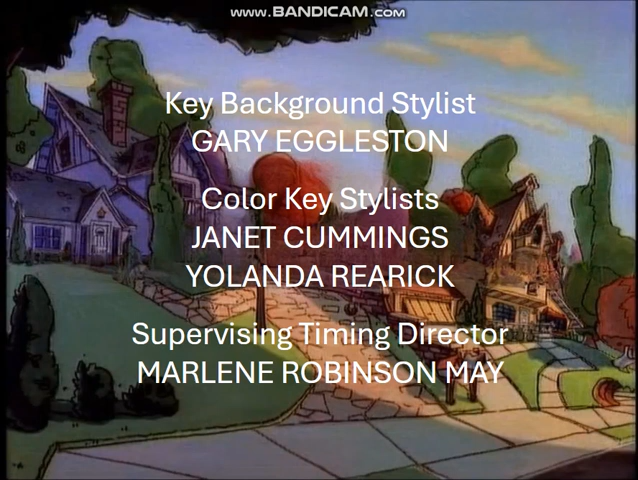 WWW.BANDICAM.COM
Key Background Stylist
GARY EGGLESTON
Color Key Stylists
JANET CUMMINGS
YOLANDA REARICK
Supervising Timing Director
MARLENE ROBINSON MAY